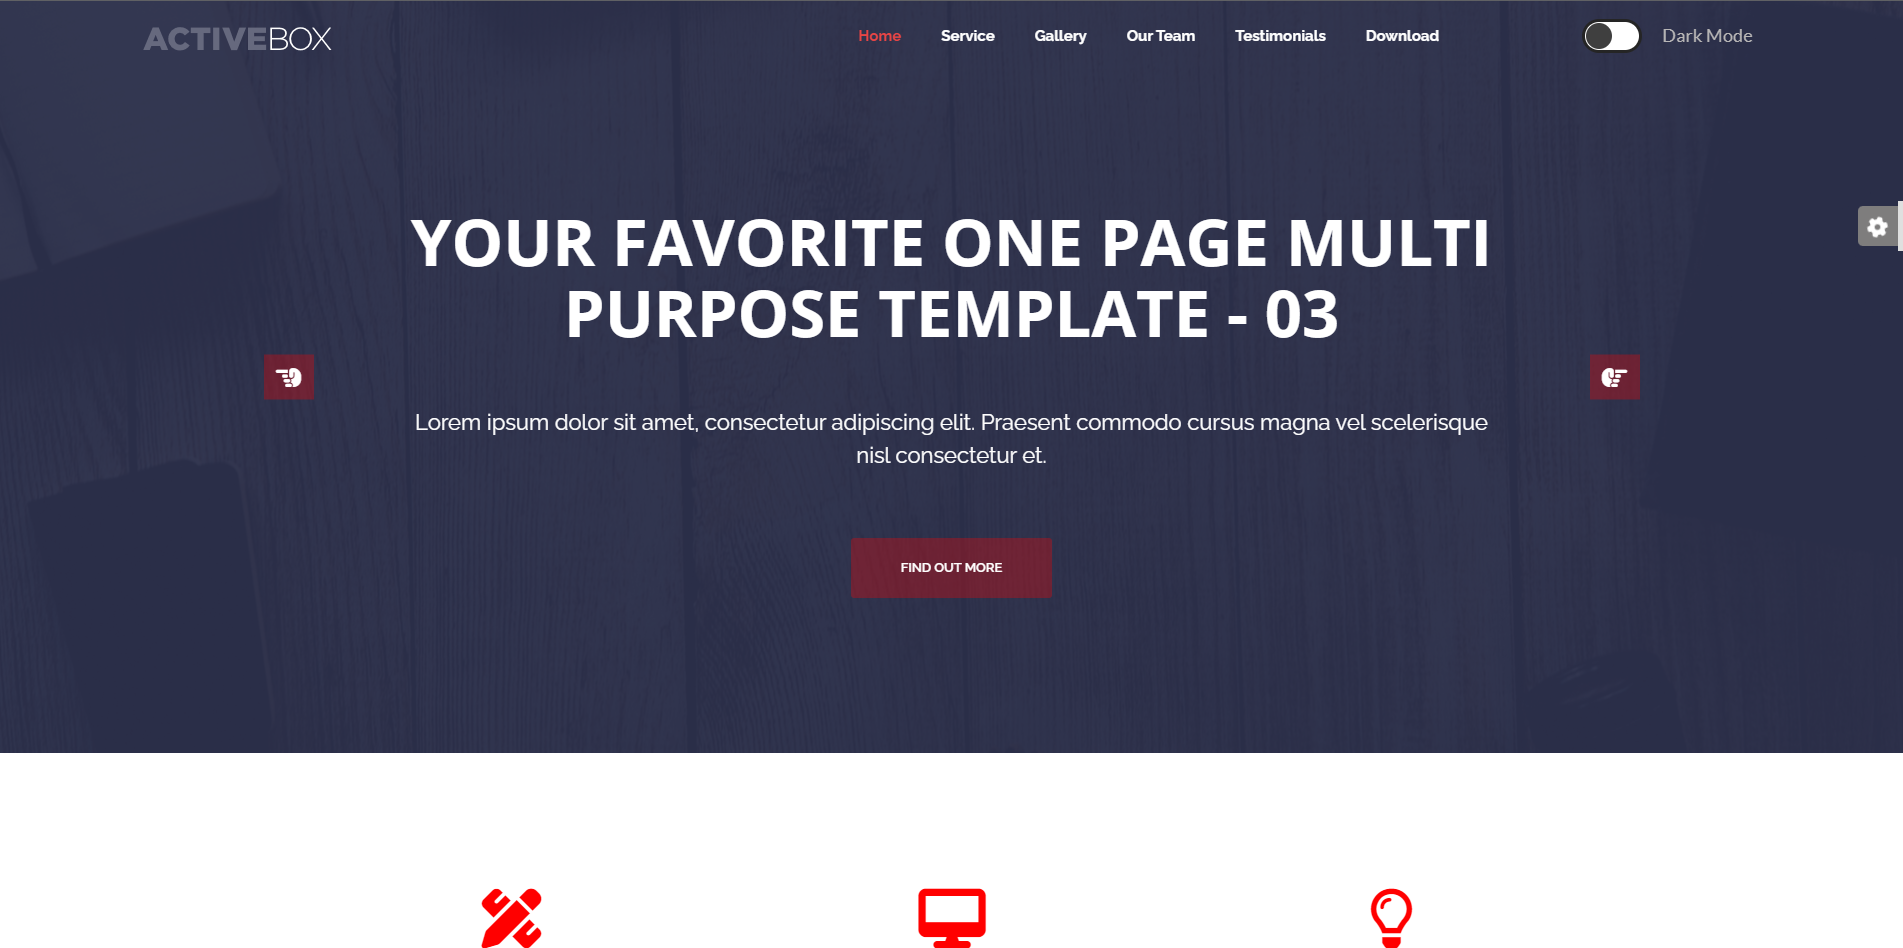 ACTIVEBOX
Home Service Gallery Our Team Testimonials Download
Dark Mode
YOUR FAVORITE ONE PAGE MULTI
PURPOSE TEMPLATE - 03
Lorem ipsum dolor sit amet, consectetur adipiscing elit. Praesent commodo cursus magna vel scelerisque
nisl consectetur et.
FIND OUT MORE